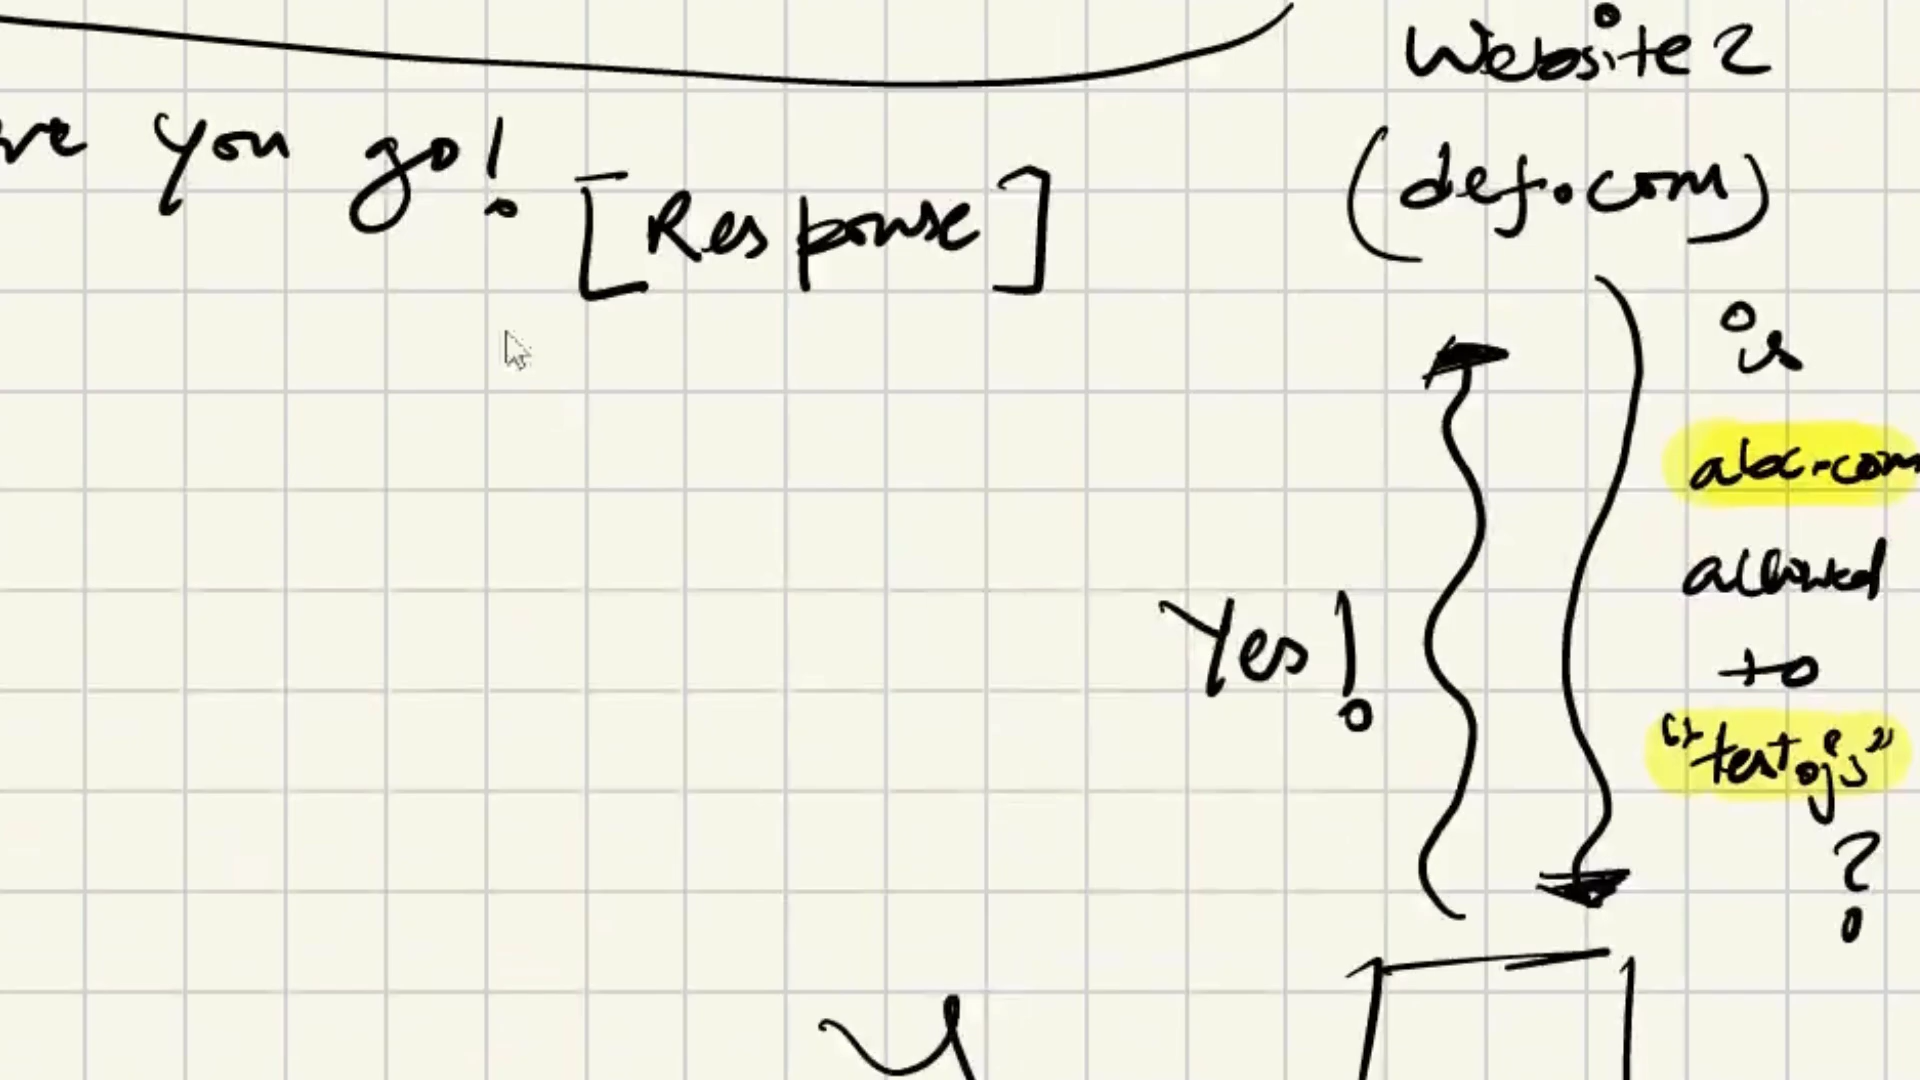 Website 2
you go!
[Response]
(def.com)
is
abc.com
allowed
to
"test.js"
?
Yes!